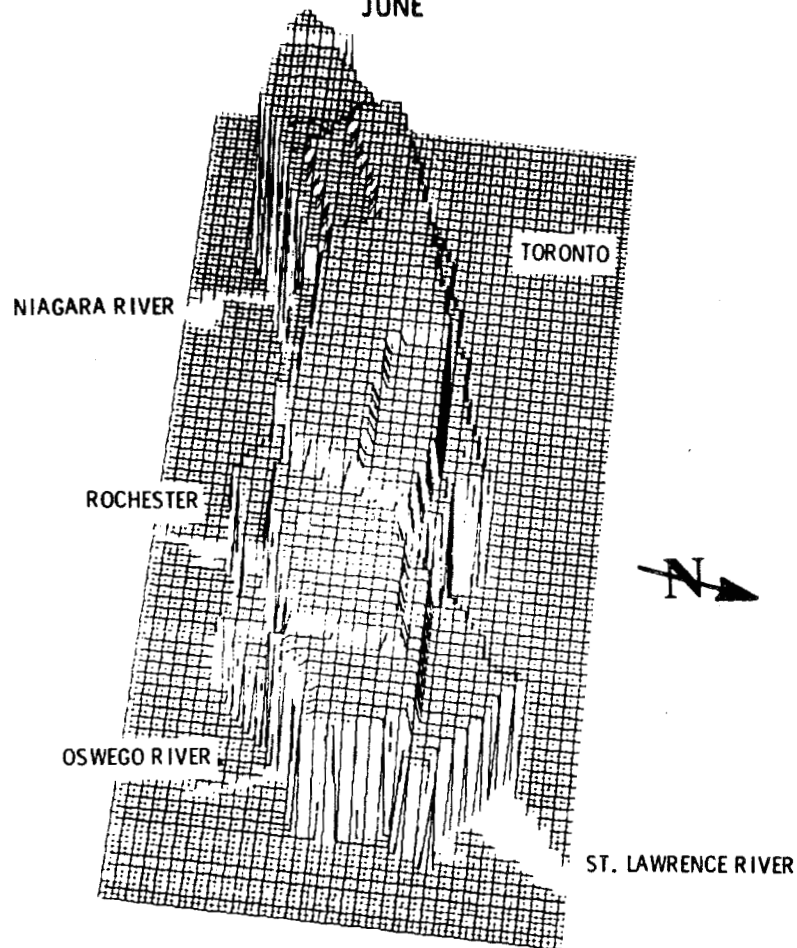 JUNE
TORONTO
NIAGARA RIVER
ROCHESTER
N
OSWEGO RIVER
ST. LAWRENCE RIVER